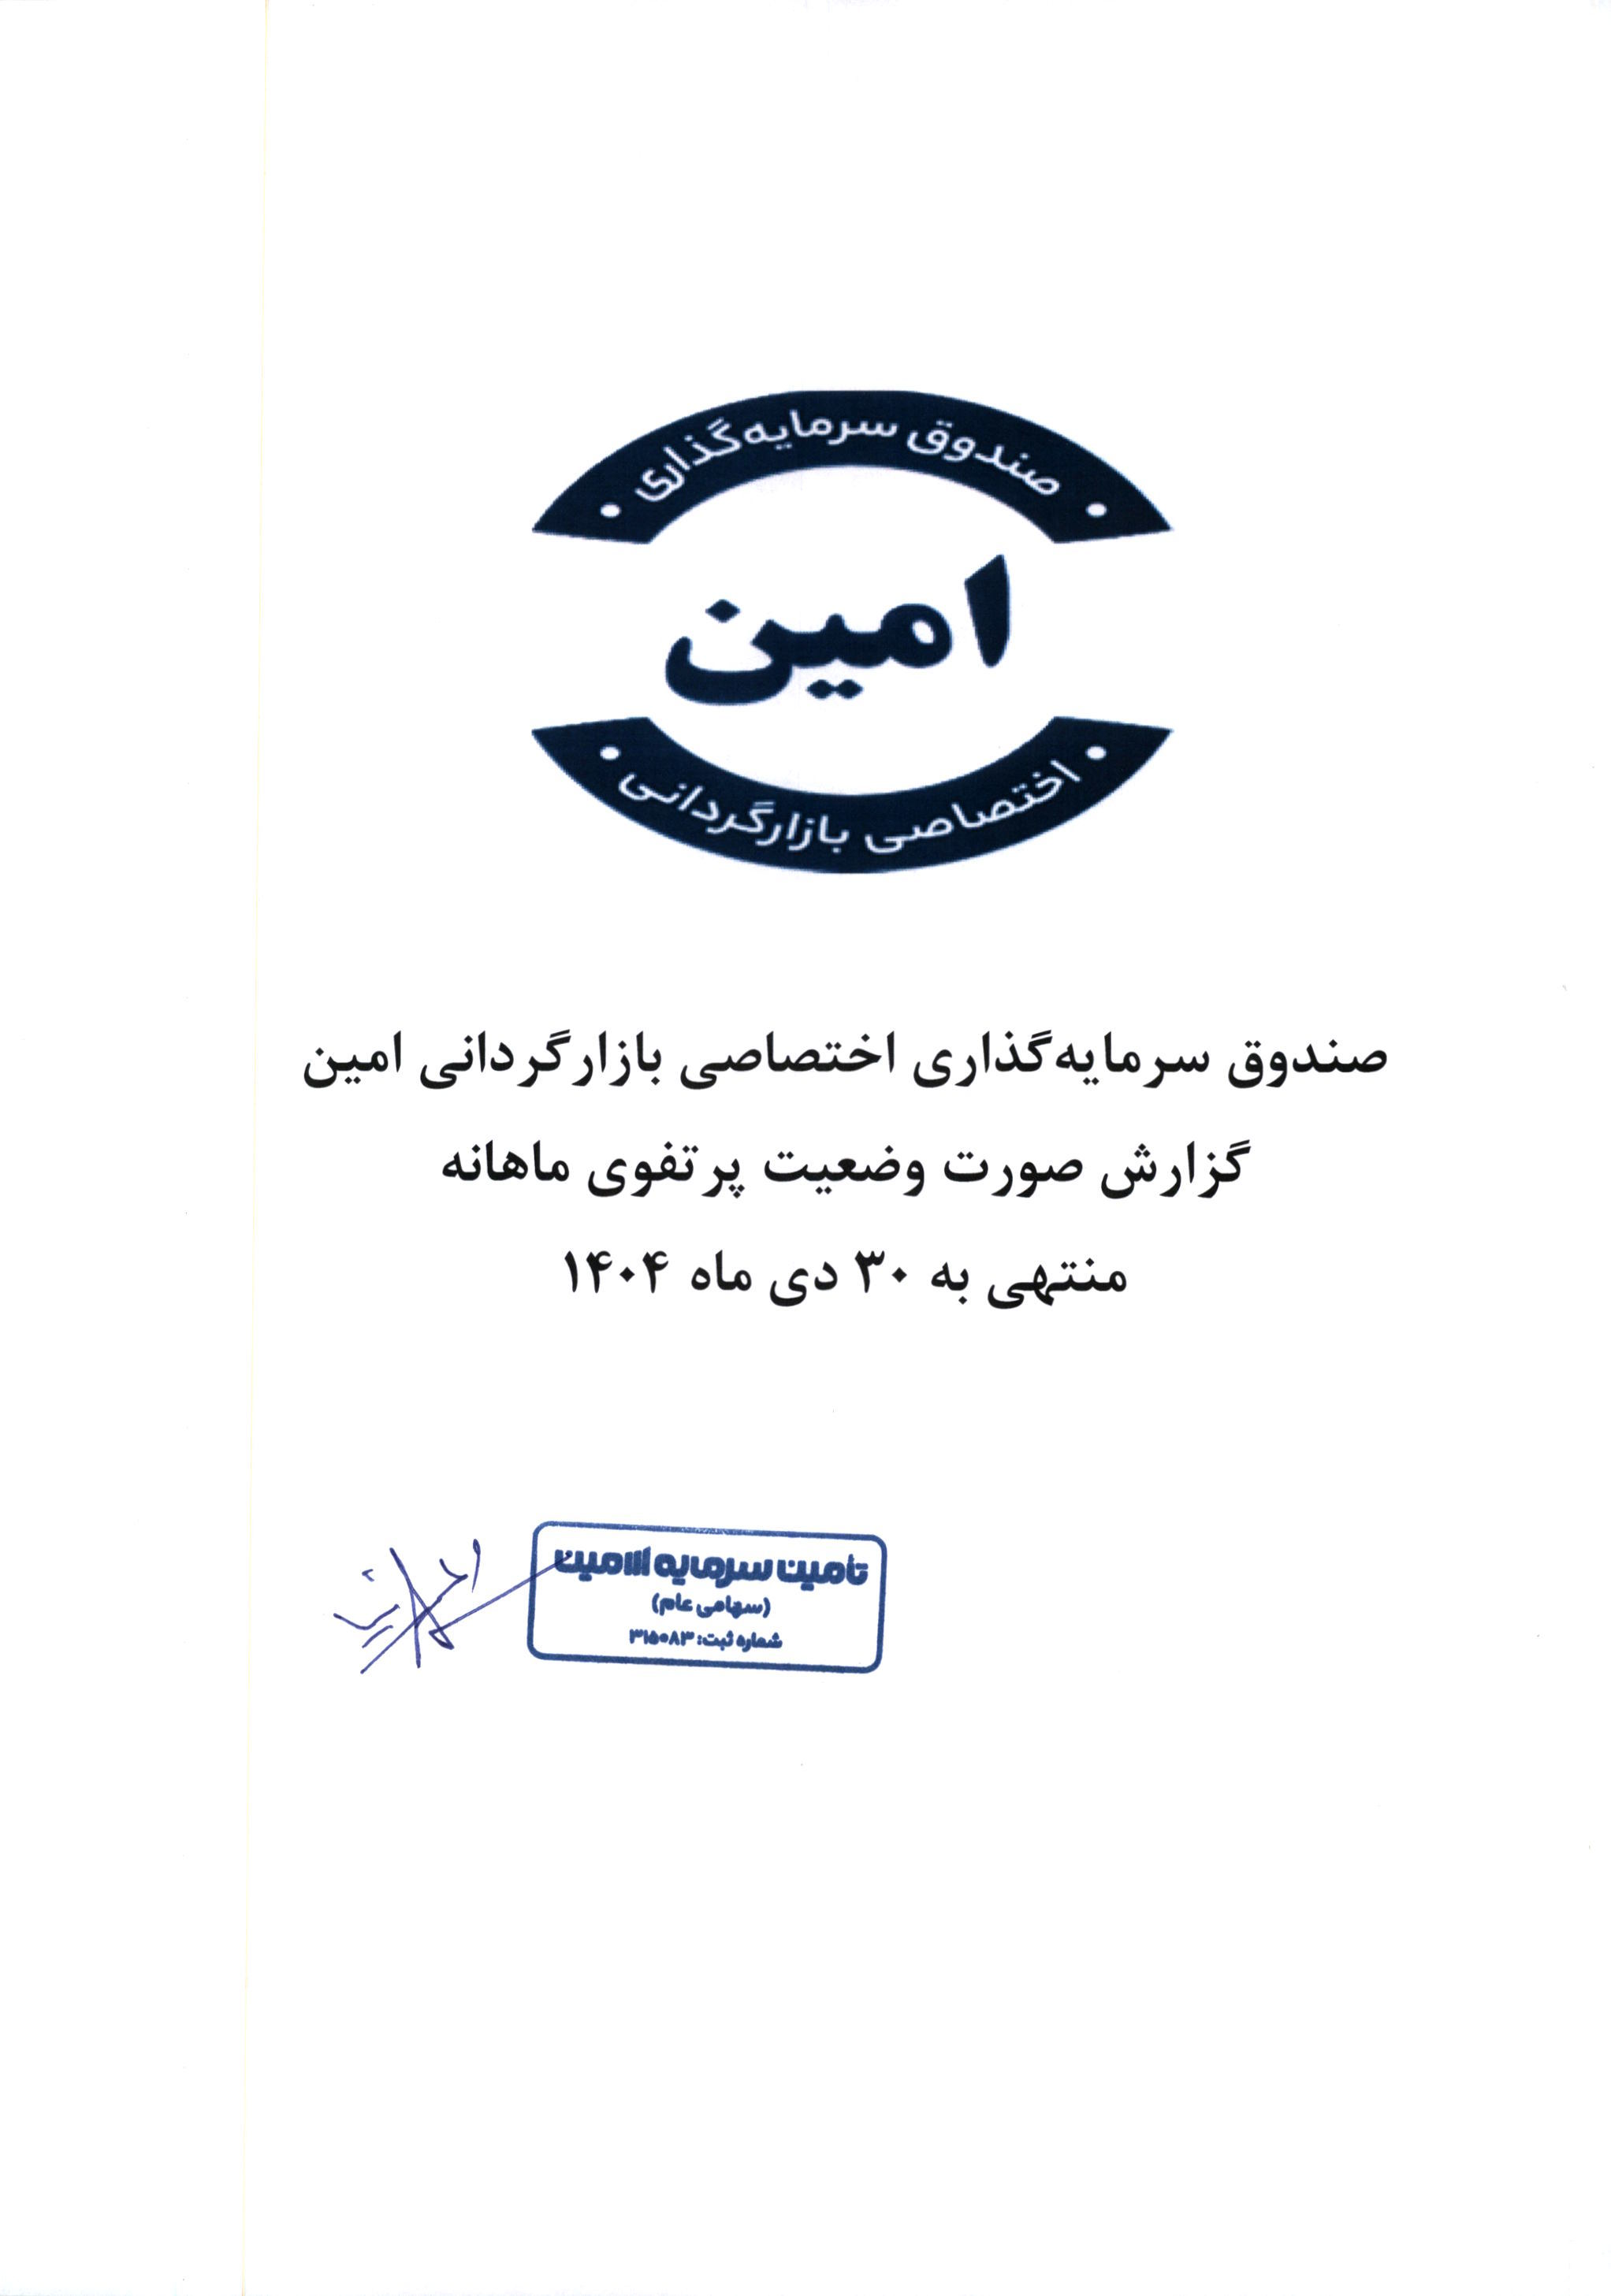 صندوق سرمایه‌گذاری
امین
اختصاصی بازارگردانی
صندوق سرمایه‌گذاری اختصاصی بازارگردانی امین
گزارش صورت وضعیت پرتفوی ماهانه
منتهی به ۳۰ دی ماه ۱۴۰۴
تأمین سرمایه امین
(سهامی عام)
شماره ثبت: ۳۱۵۰۸۳